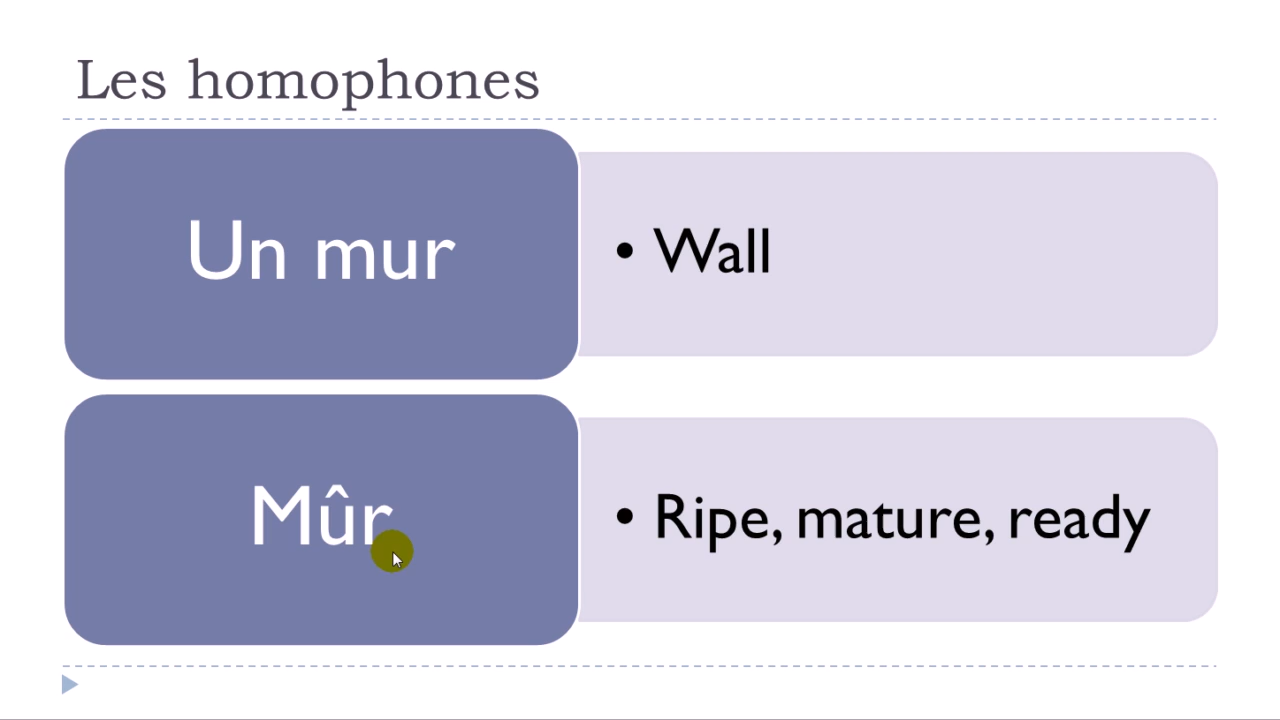 Les homophones
Un mur
• Wall
Mûr
• Ripe, mature, ready